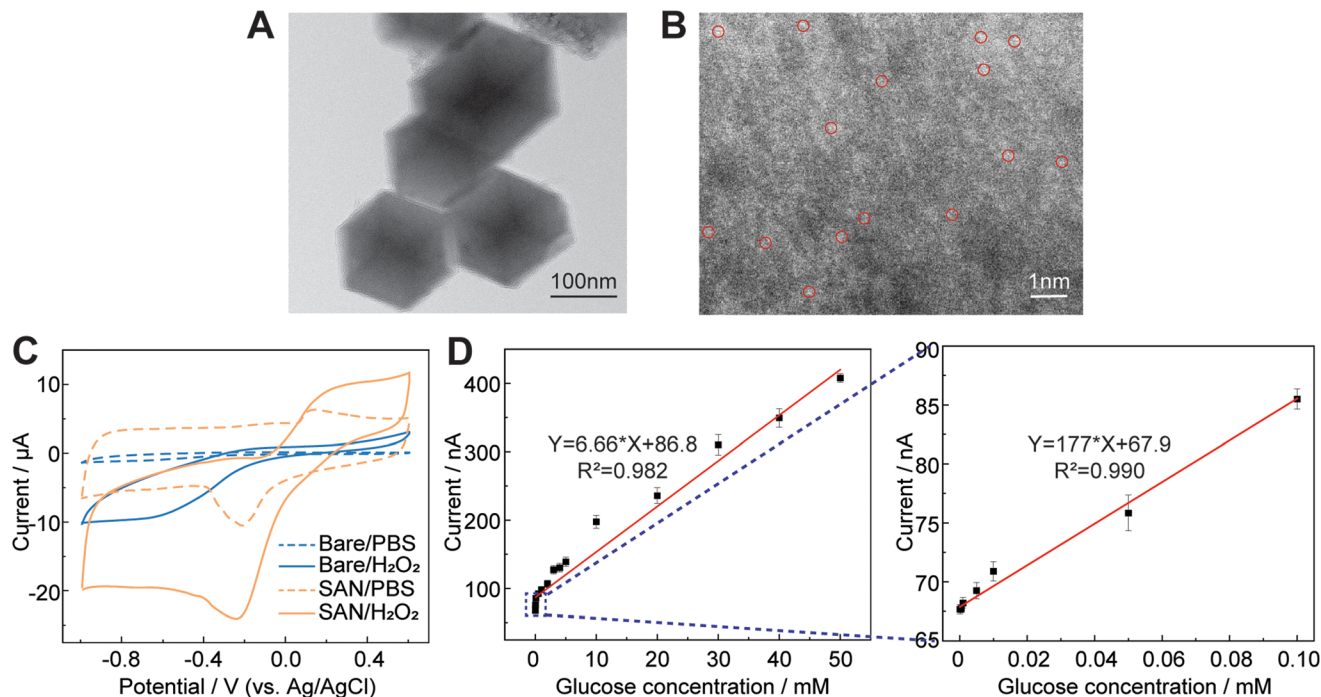 A
100nm
B
1nm
C
Current / µA
10
0
-10
-20
Bare/PBS
Bare/H₂O₂
SAN/PBS
SAN/H₂O₂
-0.8
-0.4
0.0
0.4
Potential / V (vs. Ag/AgCl)
D
Current / nA
400
300
200
100
Y=6.66*X+86.8
R²=0.982
0
10
20
30
40
50
Glucose concentration / mM
Current / nA
90
85
80
75
70
65
Y=177*X+67.9
R²=0.990
0
0.02
0.04
0.06
0.08
0.10
Glucose concentration / mM